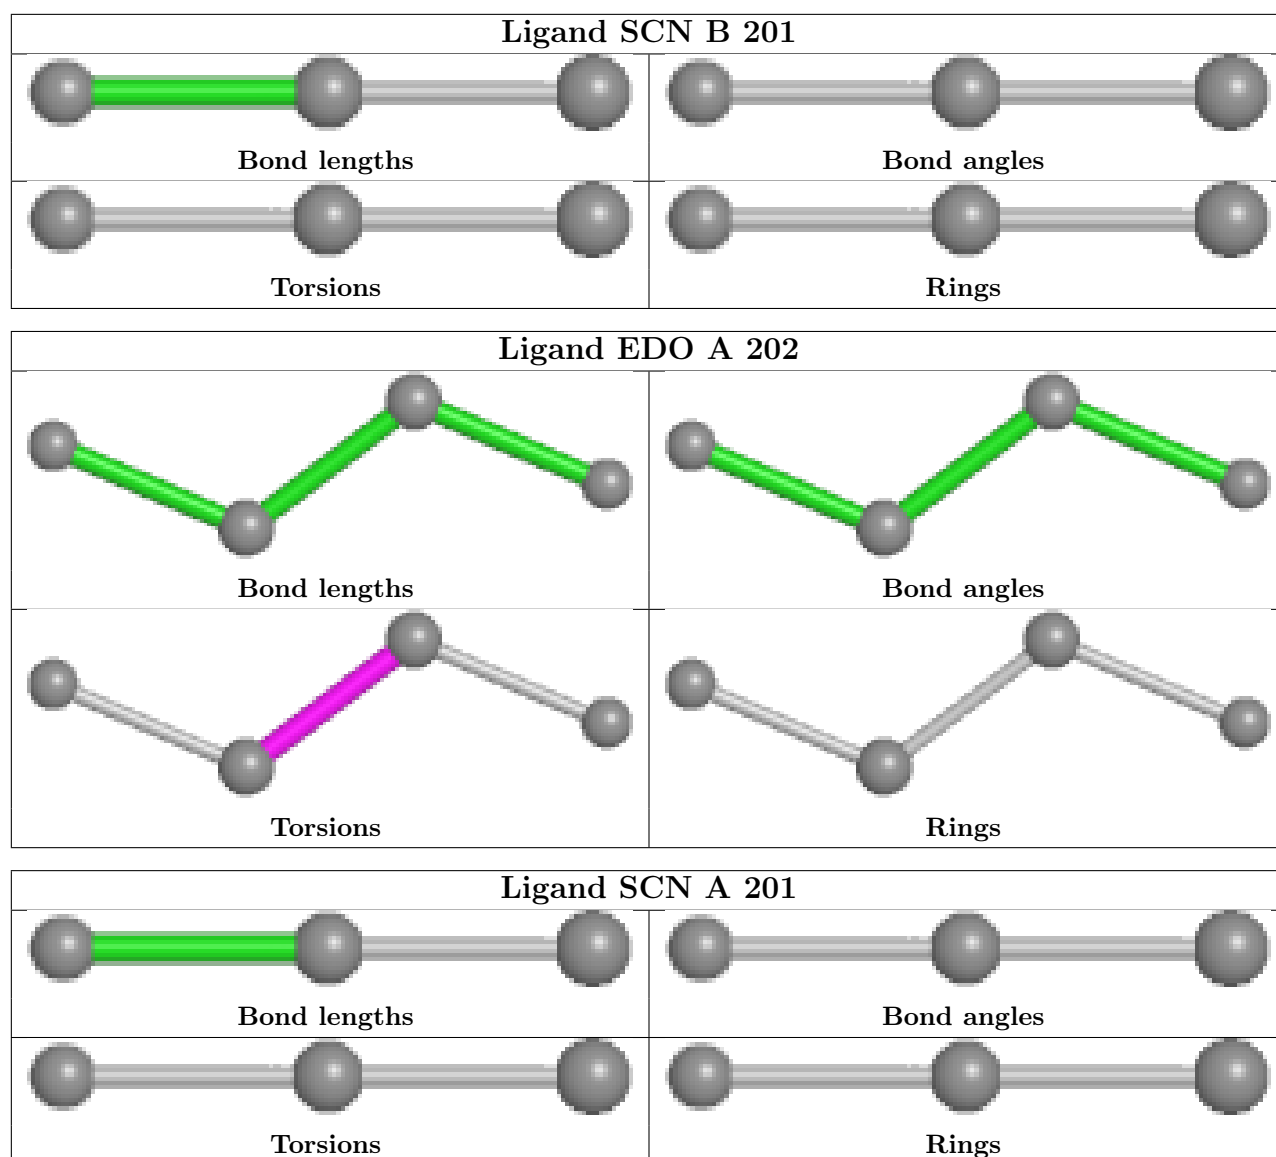 Ligand SCN B 201
Bond lengths Bond angles
Torsions Rings
Ligand EDO A 202
Bond lengths Bond angles
Torsions Rings
Ligand SCN A 201
Bond lengths Bond angles
Torsions Rings